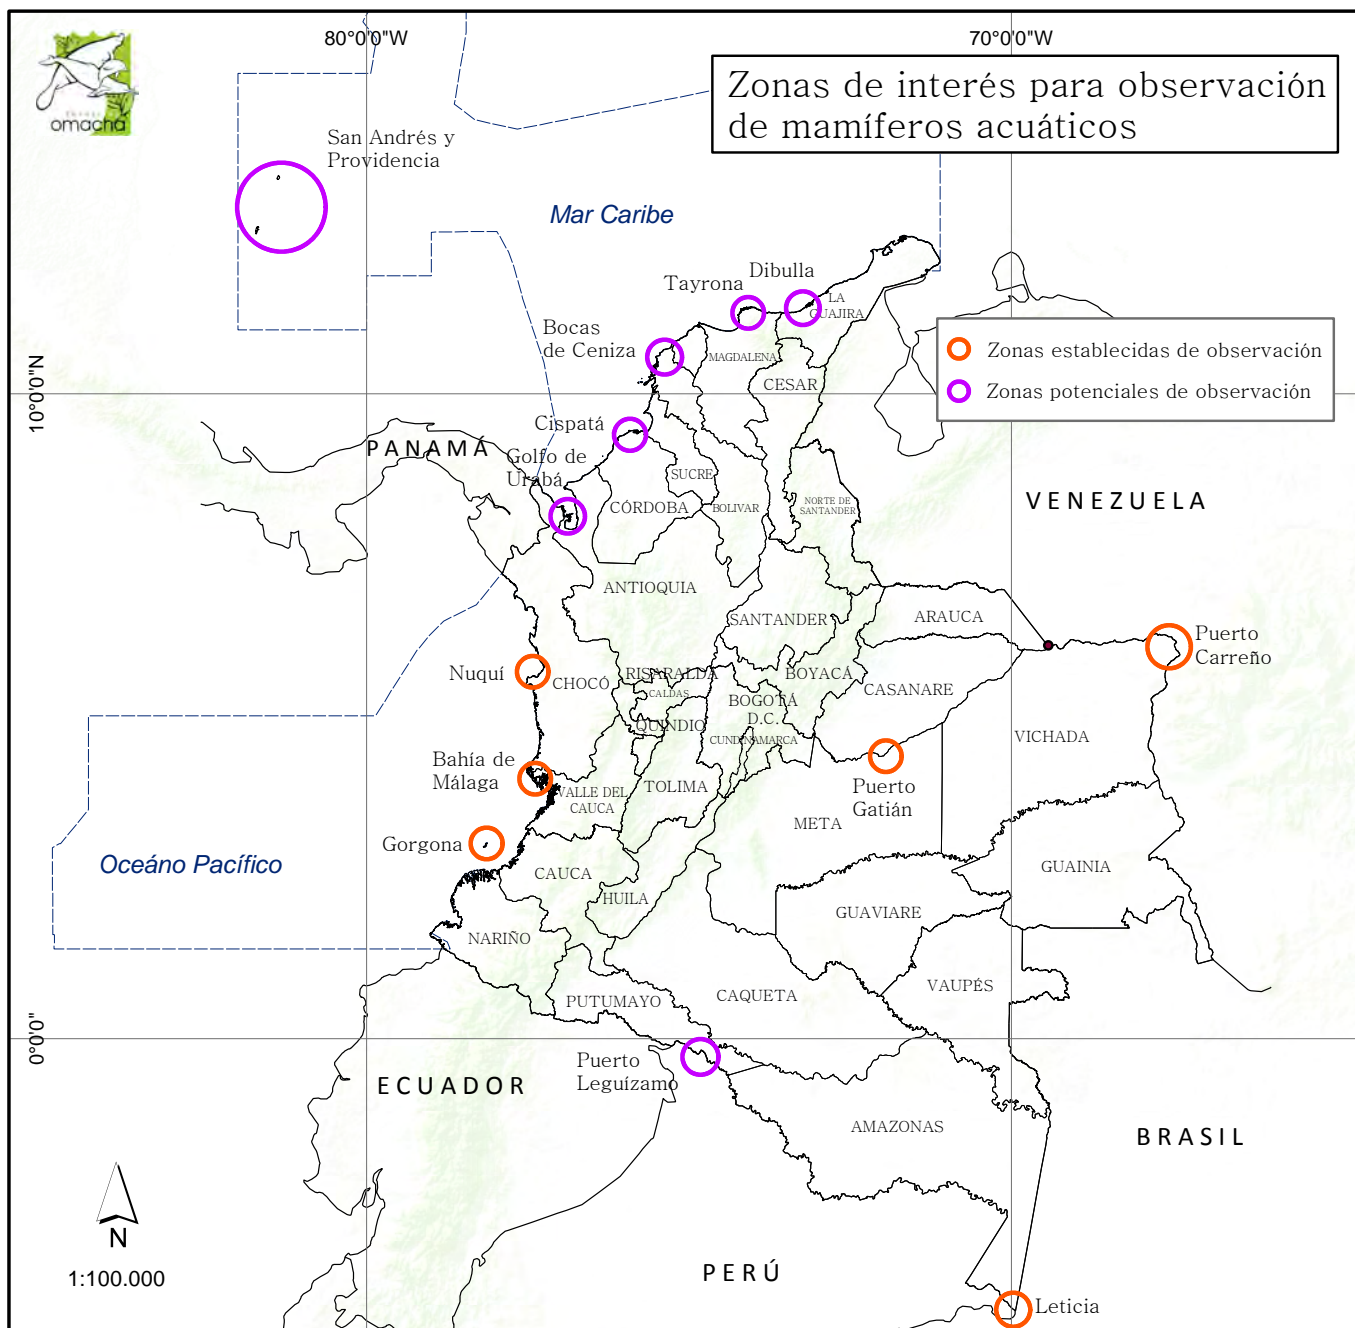 80°0'0"W
70°0'0"W
omacha
Zonas de interés para observación
de mamíferos acuáticos
San Andrés y
Providencia
Mar Caribe
Dibulla
Tayrona
LA
GUAJIRA
Bocas
de Ceniza
MAGDALENA
CESAR
Zonas establecidas de observación
Zonas potenciales de observación
10°0'0"N
Cispatá
PANAMÁ
Golfo de
Urabá
SUCRE
CÓRDOBA
BOLIVAR
NORTE DE
SANTANDER
VENEZUELA
ANTIOQUIA
SANTANDER
ARAUCA
Puerto
Carreño
Nuquí
CHOCÓ
RISARALDA
CALDAS
BOYACÁ
CASANARE
BOGOTÁ
D.C.
QUINDIO
CUNDINAMARCA
VICHADA
Bahía de
Málaga
VALLE DEL
CAUCA
TOLIMA
Puerto
Gatián
META
Gorgona
Oceáno Pacífico
CAUCA
HUILA
GUAINIA
GUAVIARE
NARIÑO
VAUPÉS
PUTUMAYO
CAQUETA
0°0'0"
Puerto
Leguízamo
ECUADOR
AMAZONAS
BRASIL
N
1:100.000
PERÚ
Leticia